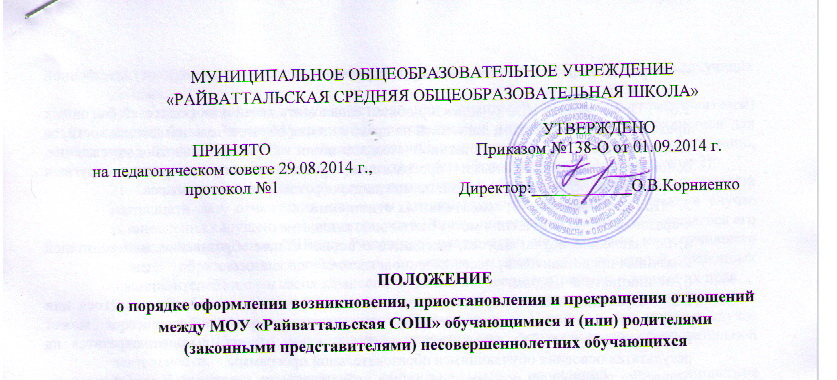 МУНИЦИПАЛЬНОЕ ОБЩЕОБРАЗОВАТЕЛЬНОЕ УЧРЕЖДЕНИЕ
«РАЙВАТТАЛЬСКАЯ СРЕДНЯЯ ОБЩЕОБРАЗОВАТЕЛЬНАЯ ШКОЛА»
ПРИНЯТО
на педагогическом совете 29.08.2014 г.,
протокол №1
УТВЕРЖДЕНО
Приказом №138-О от 01.09.2014 г.
Директор:____________О.В.Корниенко
ПОЛОЖЕНИЕ
о порядке оформления возникновения, приостановления и прекращения отношений
между МОУ «Райваттальская СОШ» обучающимися и (или) родителями
(законными представителями) несовершеннолетних обучающихся